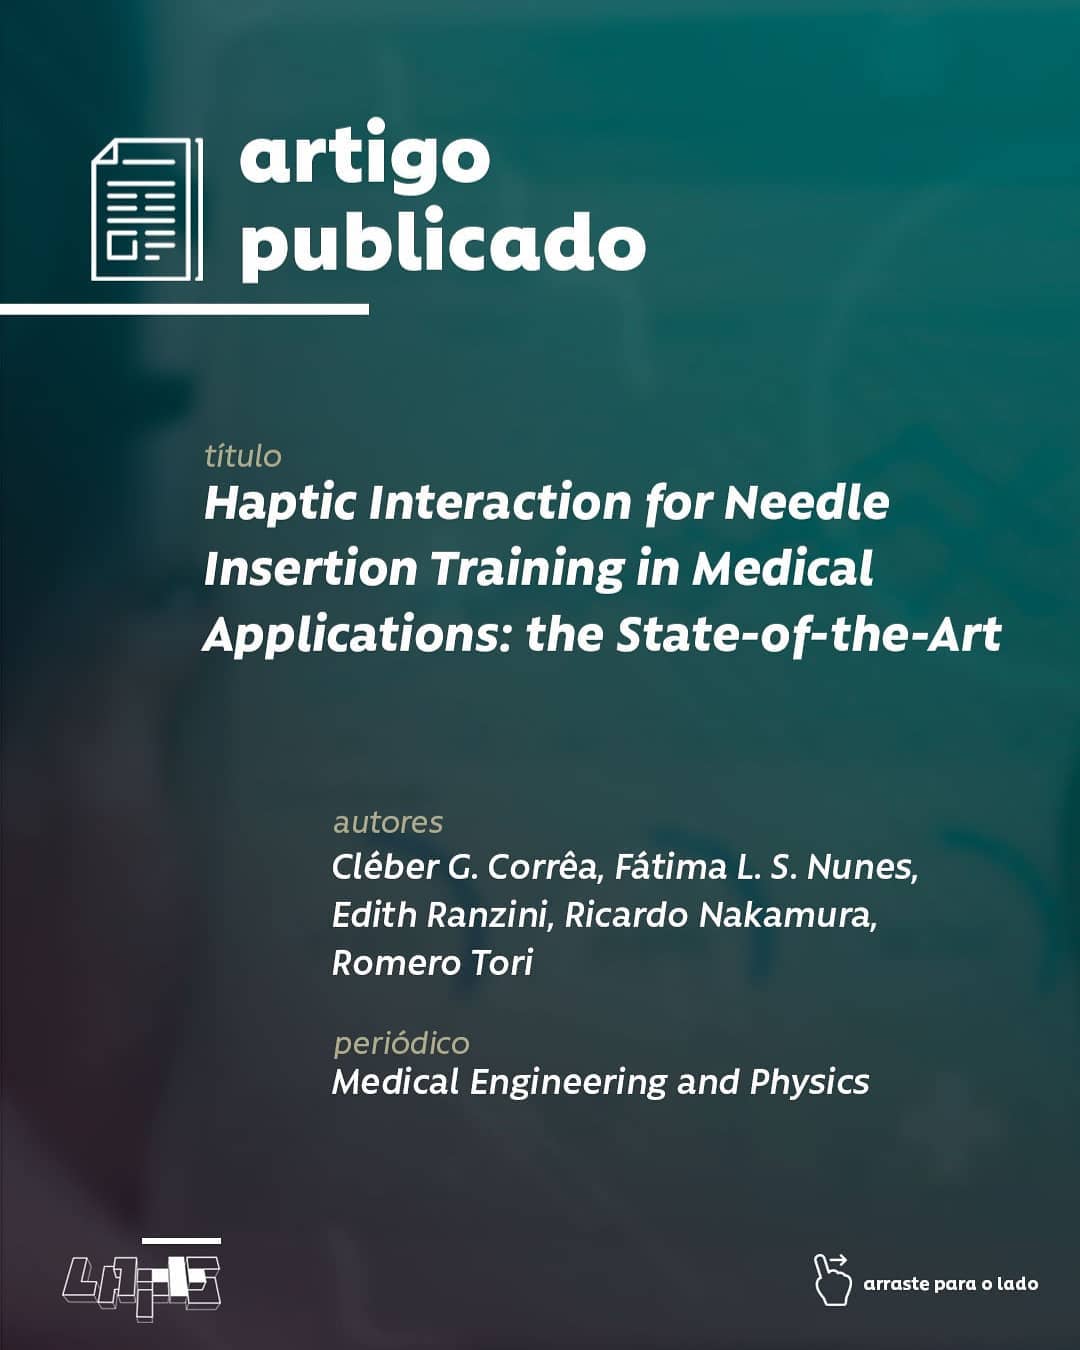 artigo
publicado
título
Haptic Interaction for Needle
Insertion Training in Medical
Applications: the State-of-the-Art
autores
Cléber G. Corrêa, Fátima L. S. Nunes,
Edith Ranzini, Ricardo Nakamura,
Romero Tori
periódico
Medical Engineering and Physics
arraste para o lado